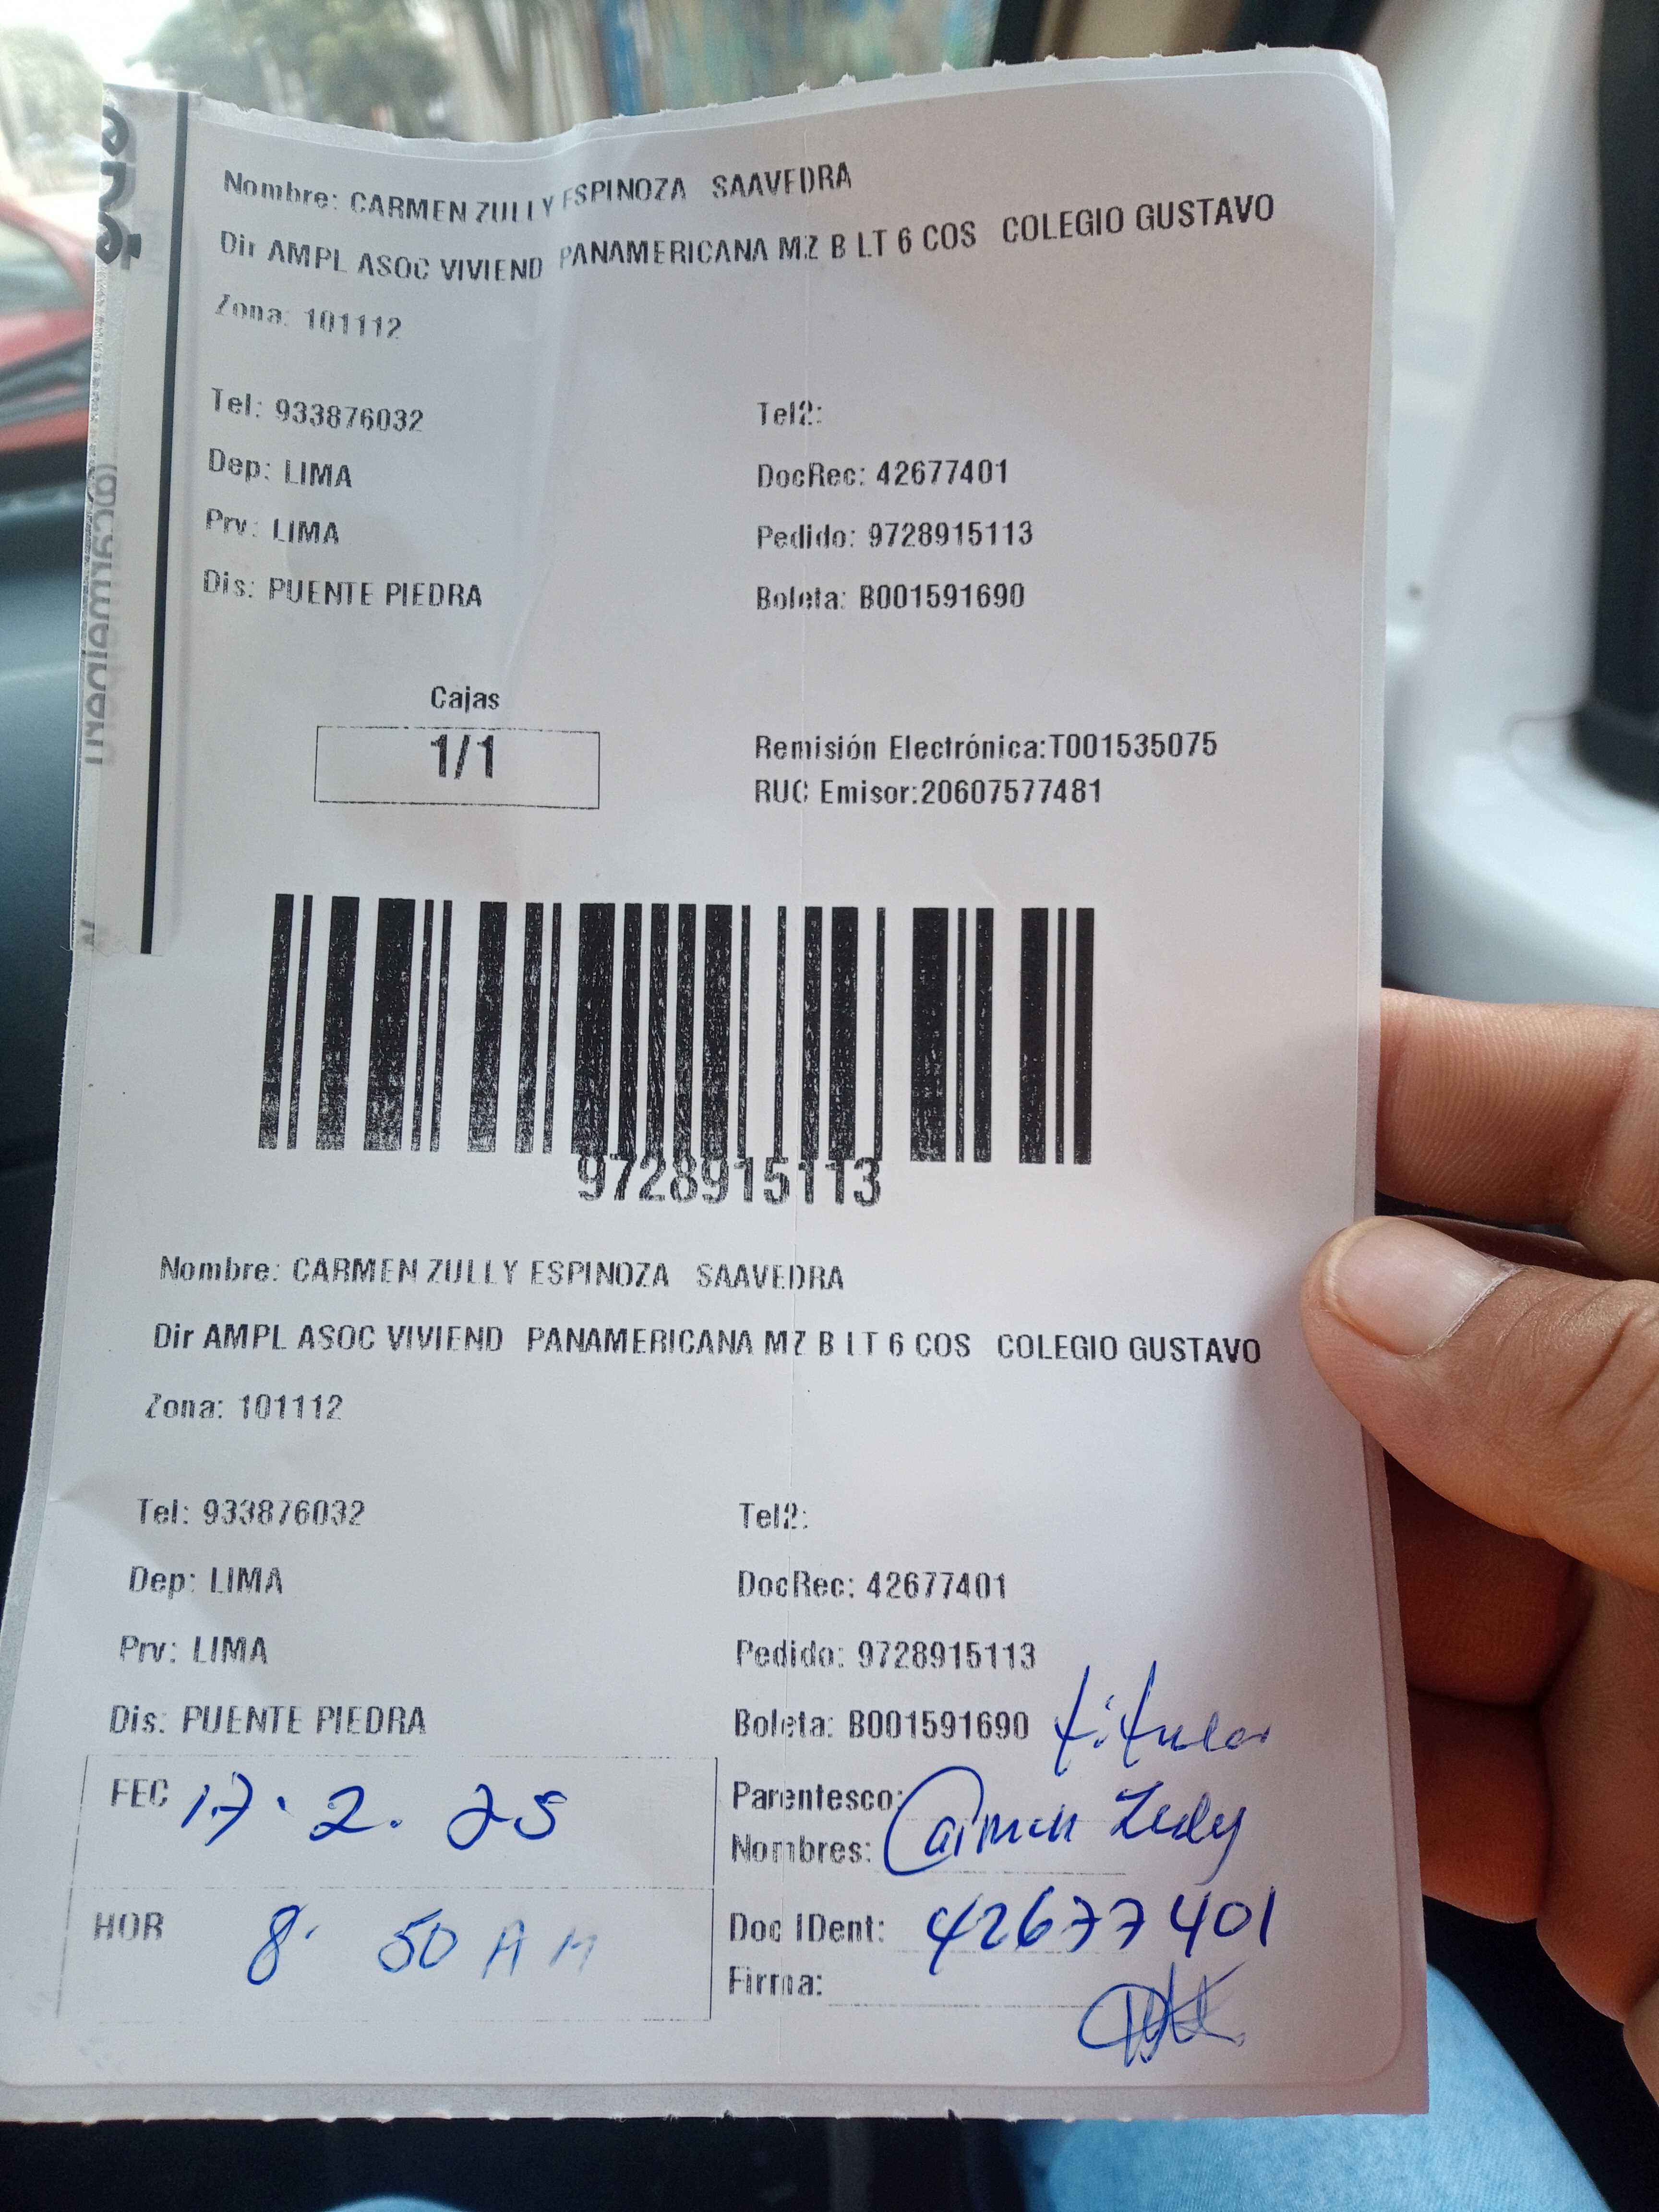 Nombre: CARMEN ZULLY ESPINOZA SAAVEDRA
Dir AMPL ASOC VIVIEND PANAMERICANA MZ B LT 6 COS COLEGIO GUSTAVO
Zona: 101112
Tel: 933876032 Tel2:
Dep: LIMA DocRec: 42677401
Prv: LIMA Pedido: 9728915113
Dis: PUENTE PIEDRA Boleta: B001591690
Cajas
1/1
Remisión Electrónica:T001535075
RUC Emisor:20607577481
9728915113
Nombre: CARMEN ZULLY ESPINOZA SAAVEDRA
Dir AMPL ASOC VIVIEND PANAMERICANA MZ B LT 6 COS COLEGIO GUSTAVO
Zona: 101112
Tel: 933876032 Tel2:
Dep: LIMA DocRec: 42677401
Prv: LIMA Pedido: 9728915113
Dis: PUENTE PIEDRA Boleta: B001591690
titular
FEC 17. 2. 25 Parentesco:
Nombres: Carmen Zully
HOR 8. 50 AM Doc IDent: 42677401
Firma: